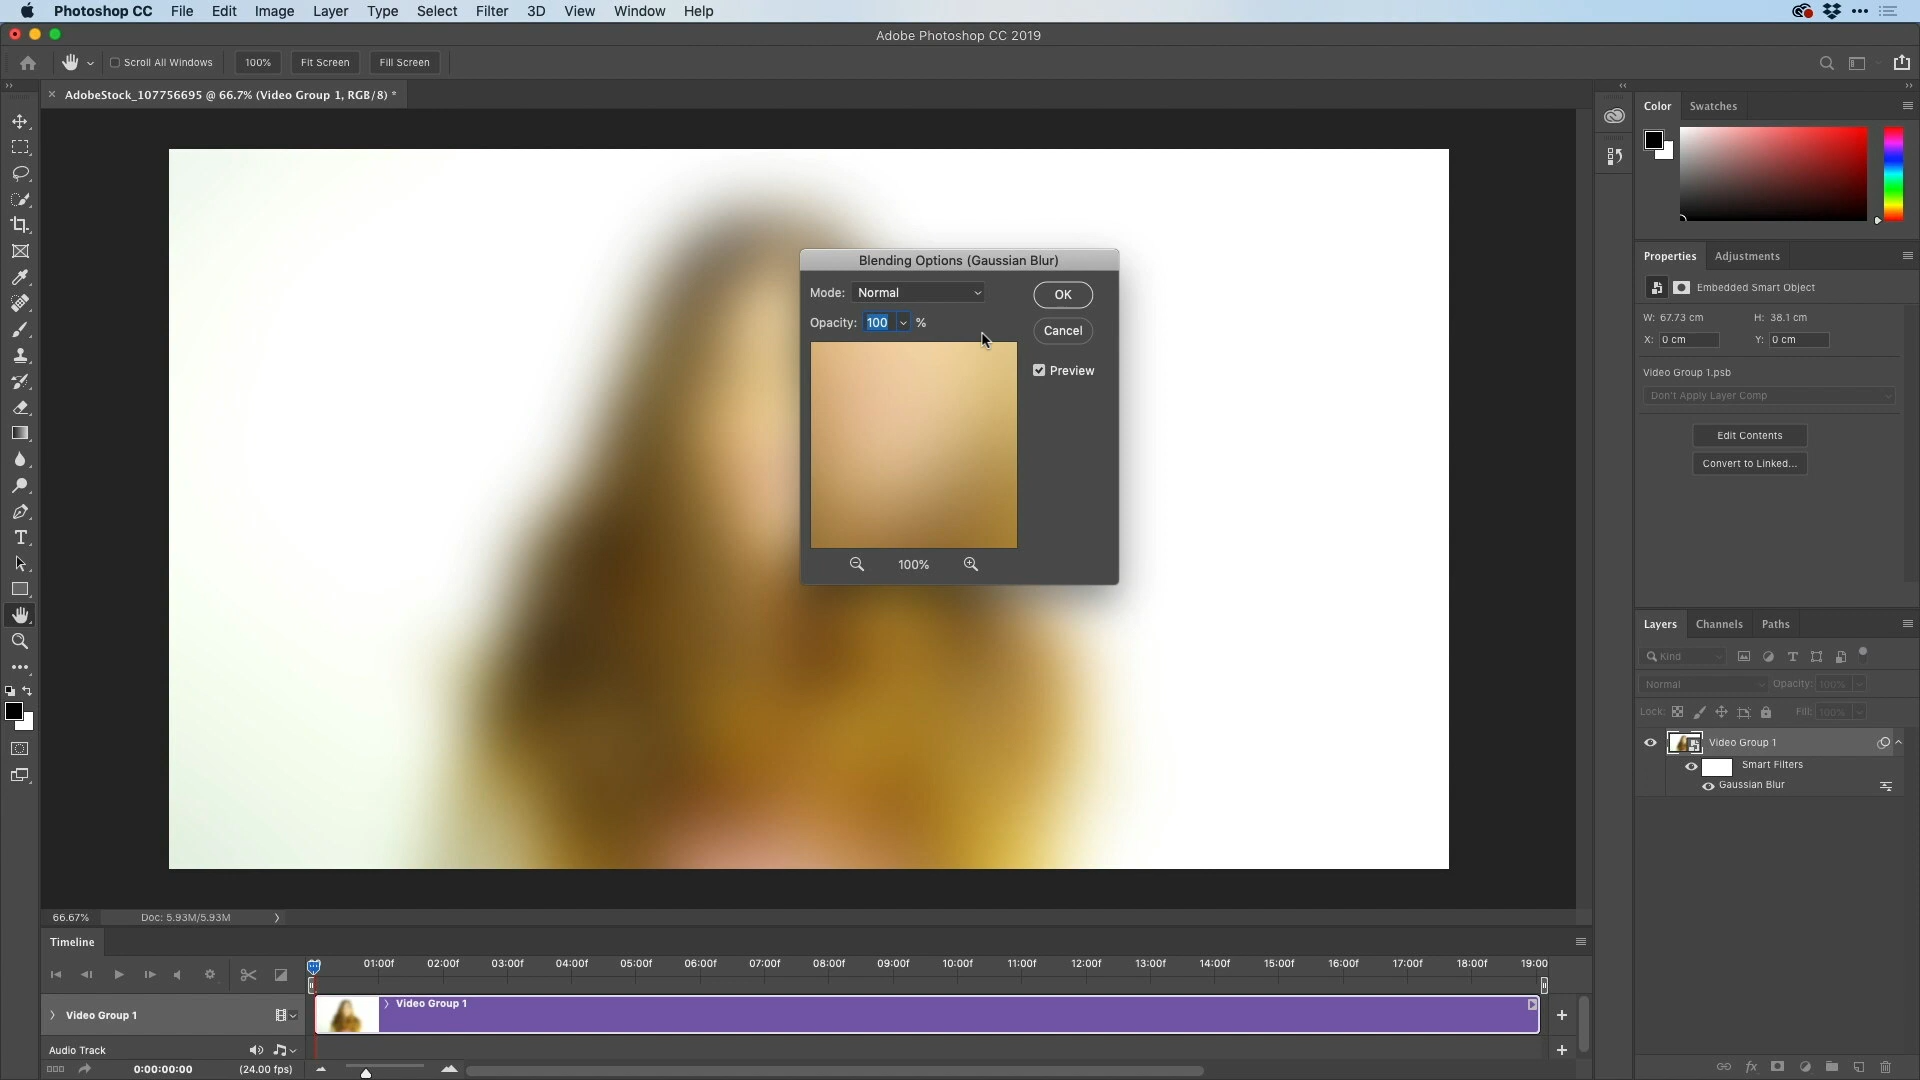 Photoshop CC File Edit Image Layer Type Select Filter 3D View Window Help
Adobe Photoshop CC 2019
Scroll All Windows 100% Fit Screen Fill Screen
AdobeStock_107756695 @ 66.7% (Video Group 1, RGB/8) *
Color Swatches
Blending Options (Gaussian Blur)
Mode: Normal
OK
Opacity: 100 %
Cancel
Preview
100%
Properties Adjustments
Embedded Smart Object
W: 67.73 cm H: 38.1 cm
X: 0 cm Y: 0 cm
Video Group 1.psb
Don't Apply Layer Comp
Edit Contents
Convert to Linked...
Layers Channels Paths
Kind
Normal Opacity: 100%
Lock: Fill: 100%
Video Group 1
Smart Filters
Gaussian Blur
66.67% Doc: 5.93M/5.93M
Timeline
01:00f 02:00f 03:00f 04:00f 05:00f 06:00f 07:00f 08:00f 09:00f 10:00f 11:00f 12:00f 13:00f 14:00f 15:00f 16:00f 17:00f 18:00f 19:00
Video Group 1
Video Group 1
Audio Track
0:00:00:00 (24.00 fps)